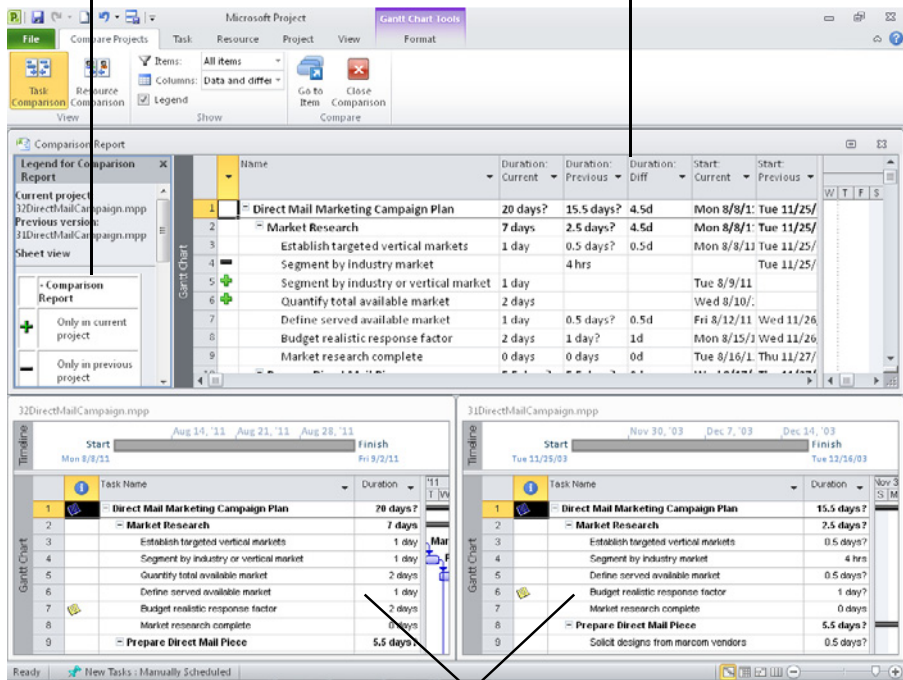 Microsoft Project
Gantt Chart Tools
File Compare Projects Task Resource Project View Format
Task Comparison
Resource Comparison
View
Items: All items
Columns: Data and differ
Legend
Show
Go to Item
Close Comparison
Compare
Comparison Report
Legend for Comparison Report x
Current project
32DirectMailCampaign.mpp
Previous version:
31DirectMailCampaign.mpp
Sheet view
- Comparison Report
Only in current project
Only in previous project
Gantt Chart
Name Duration: Current Duration: Previous Duration: Diff Start: Current Start: Previous
W T F S
1 Direct Mail Marketing Campaign Plan 20 days? 15.5 days? 4.5d Mon 8/8/1 Tue 11/25/
2 Market Research 7 days 2.5 days? 4.5d Mon 8/8/1 Tue 11/25/
3 Establish targeted vertical markets 1 day 0.5 days? 0.5d Mon 8/8/11 Tue 11/25/
4 Segment by industry market 4 hrs Tue 11/25/
5 Segment by industry or vertical market 1 day Tue 8/9/11
6 Quantify total available market 2 days Wed 8/10/
7 Define served available market 1 day 0.5 days? 0.5d Fri 8/12/11 Wed 11/26
8 Budget realistic response factor 2 days 1 day? 1d Mon 8/15/1 Wed 11/26
9 Market research complete 0 days 0 days 0d Tue 8/16/1 Thu 11/27/
32DirectMailCampaign.mpp
Timeline
Aug 14, '11 Aug 21, '11 Aug 28, '11
Start Finish
Mon 8/8/11 Fri 9/2/11
Gantt Chart
Task Name Duration '11
T W
1 Direct Mail Marketing Campaign Plan 20 days?
2 Market Research 7 days
3 Establish targeted vertical markets 1 day Mar
4 Segment by industry or vertical market 1 day
5 Quantify total available market 2 days
6 Define served available market 1 day
7 Budget realistic response factor 2 days
8 Market research complete 0 days
9 Prepare Direct Mail Piece 5.5 days?
31DirectMailCampaign.mpp
Timeline
Nov 30, '03 Dec 7, '03 Dec 14, '03
Start Finish
Tue 11/25/03 Tue 12/16/03
Gantt Chart
Task Name Duration Nov 3
S M
1 Direct Mail Marketing Campaign Plan 15.5 days?
2 Market Research 2.5 days?
3 Establish targeted vertical markets 0.5 days?
4 Segment by industry market 4 hrs
5 Define served available market 0.5 days?
6 Budget realistic response factor 1 day?
7 Market research complete 0 days
8 Prepare Direct Mail Piece 5.5 days?
9 Solicit designs from marcom vendors 0.5 days?
Ready New Tasks : Manually Scheduled